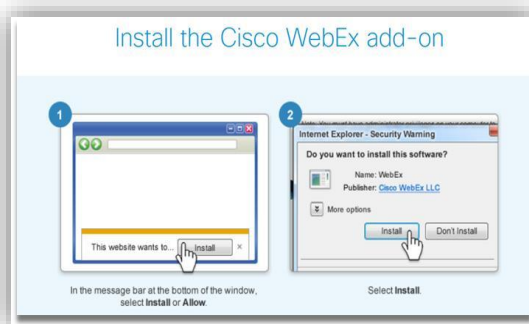 Install the Cisco WebEx add-on
1
This website wants to... Install ×
In the message bar at the bottom of the window,
select Install or Allow.
2
Internet Explorer - Security Warning
Do you want to install this software?
Name: WebEx
Publisher: Cisco WebEx LLC
More options
Install Don't Install
Select Install.